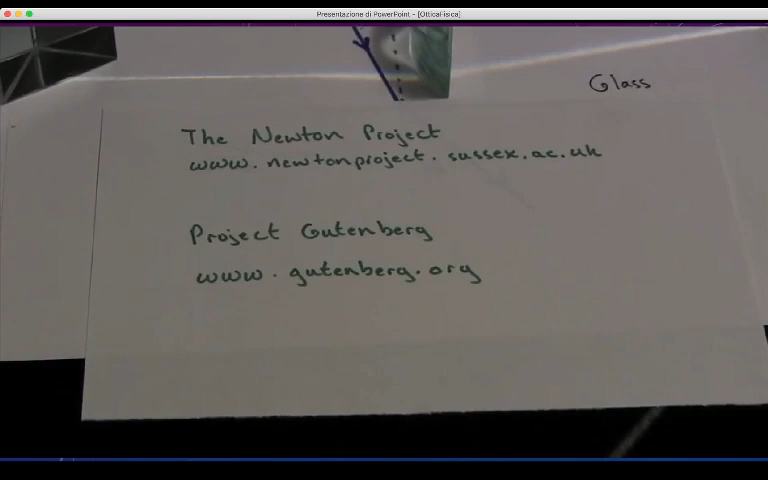 Presentazione di PowerPoint - [OtticaFisica]
Glass
The Newton Project
www.newtonproject.sussex.ac.uk
Project Gutenberg
www.gutenberg.org